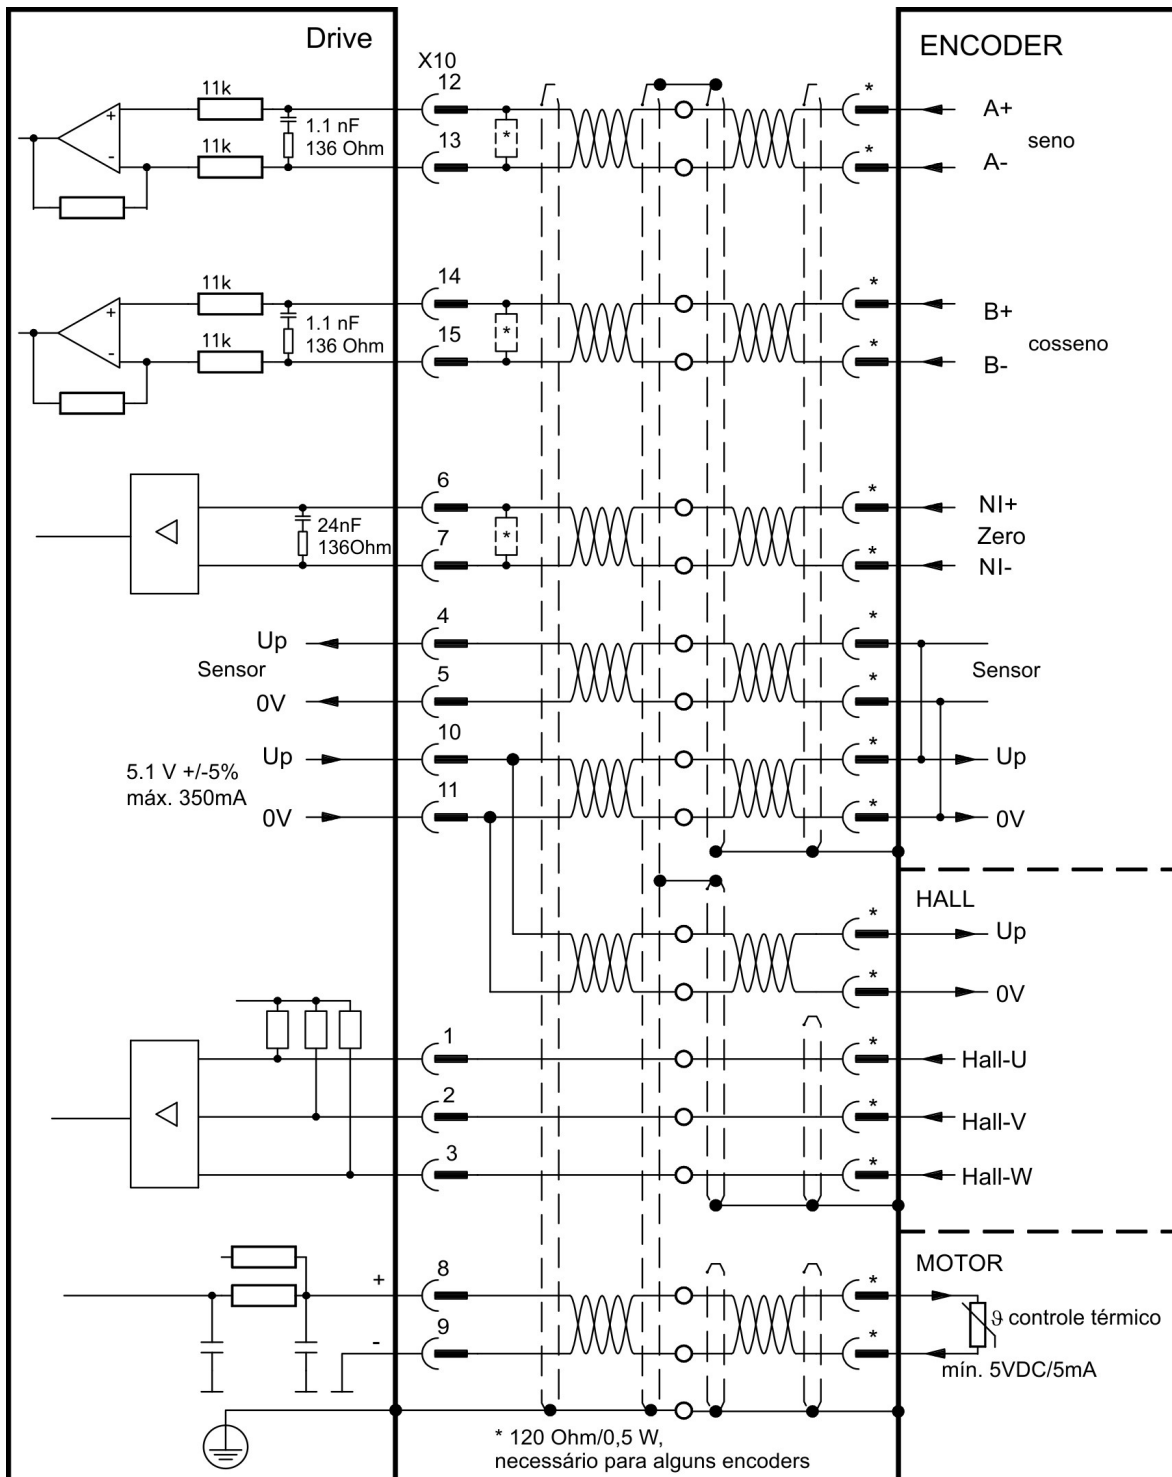 Drive
ENCODER
X10
12
*
11k
A+
1.1 nF
136 Ohm
*
seno
13
*
11k
A-
14
*
11k
B+
1.1 nF
136 Ohm
*
cosseno
15
*
11k
B-
6
*
NI+
24nF
136Ohm
*
Zero
7
*
NI-
4
*
Up
Sensor
Sensor
5
*
0V
10
*
Up
Up
5.1 V +/-5%
máx. 350mA
11
*
0V
0V
HALL
*
Up
*
0V
1
*
Hall-U
2
*
Hall-V
3
*
Hall-W
MOTOR
+
8
*
ϑ controle térmico
-
9
*
mín. 5VDC/5mA
* 120 Ohm/0,5 W,
necessário para alguns encoders
+
-
+
-